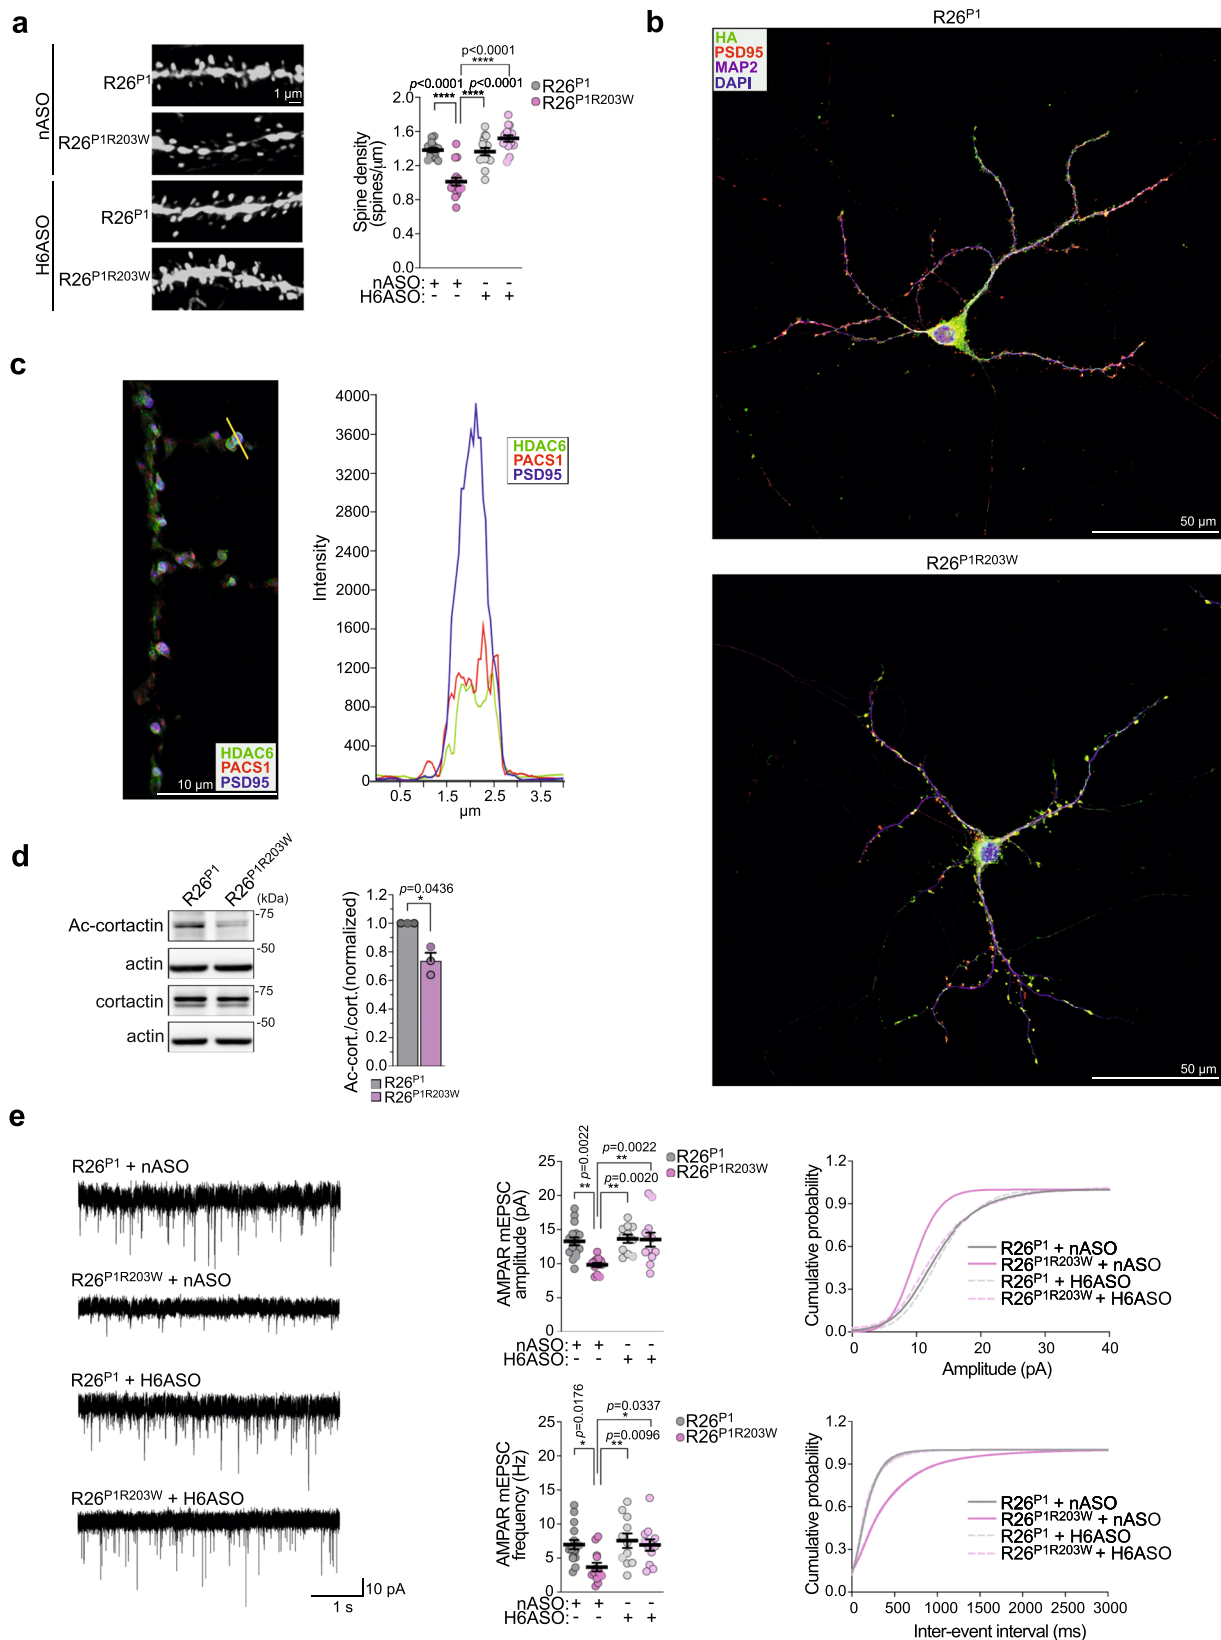 a
nASO
H6ASO
R26P1
1 µm
R26P1R203W
R26P1
R26P1R203W
p<0.0001
****
p<0.0001
p<0.0001
****
****
R26P1
R26P1R203W
Spine density
(spines/µm)
2.0
1.6
1.2
0.8
0.4
0.0
nASO: + + - -
H6ASO: - - + +
b
R26P1
HA
PSD95
MAP2
DAPI
50 µm
R26P1R203W
50 µm
c
HDAC6
PACS1
PSD95
10 µm
Intensity
4000
3600
3200
2800
2400
2000
1600
1200
800
400
0
0.5 1.5 2.5 3.5
µm
HDAC6
PACS1
PSD95
d
R26P1
R26P1R203W
(kDa)
Ac-cortactin
-75
actin
-50
cortactin
-75
actin
-50
Ac-cort./cort.(normalized)
p=0.0436
*
1.2
1.0
0.8
0.6
0.4
0.2
0.0
R26P1
R26P1R203W
e
R26P1 + nASO
R26P1R203W + nASO
R26P1 + H6ASO
R26P1R203W + H6ASO
10 pA
1 s
AMPAR mEPSC
amplitude (pA)
25
20
15
10
5
0
p=0.0022
**
p=0.0022
**
p=0.0020
**
R26P1
R26P1R203W
nASO: + + - -
H6ASO: - - + +
Cumulative probability
1.2
0.9
0.6
0.3
0.0
0 10 20 30 40
Amplitude (pA)
R26P1 + nASO
R26P1R203W + nASO
R26P1 + H6ASO
R26P1R203W + H6ASO
AMPAR mEPSC
frequency (Hz)
25
20
15
10
5
0
p=0.0176
*
p=0.0337
*
p=0.0096
**
R26P1
R26P1R203W
nASO: + + - -
H6ASO: - - + +
Cumulative probability
1.2
0.9
0.6
0.3
0
0 500 1000 1500 2000 2500 3000
Inter-event interval (ms)
R26P1 + nASO
R26P1R203W + nASO
R26P1 + H6ASO
R26P1R203W + H6ASO